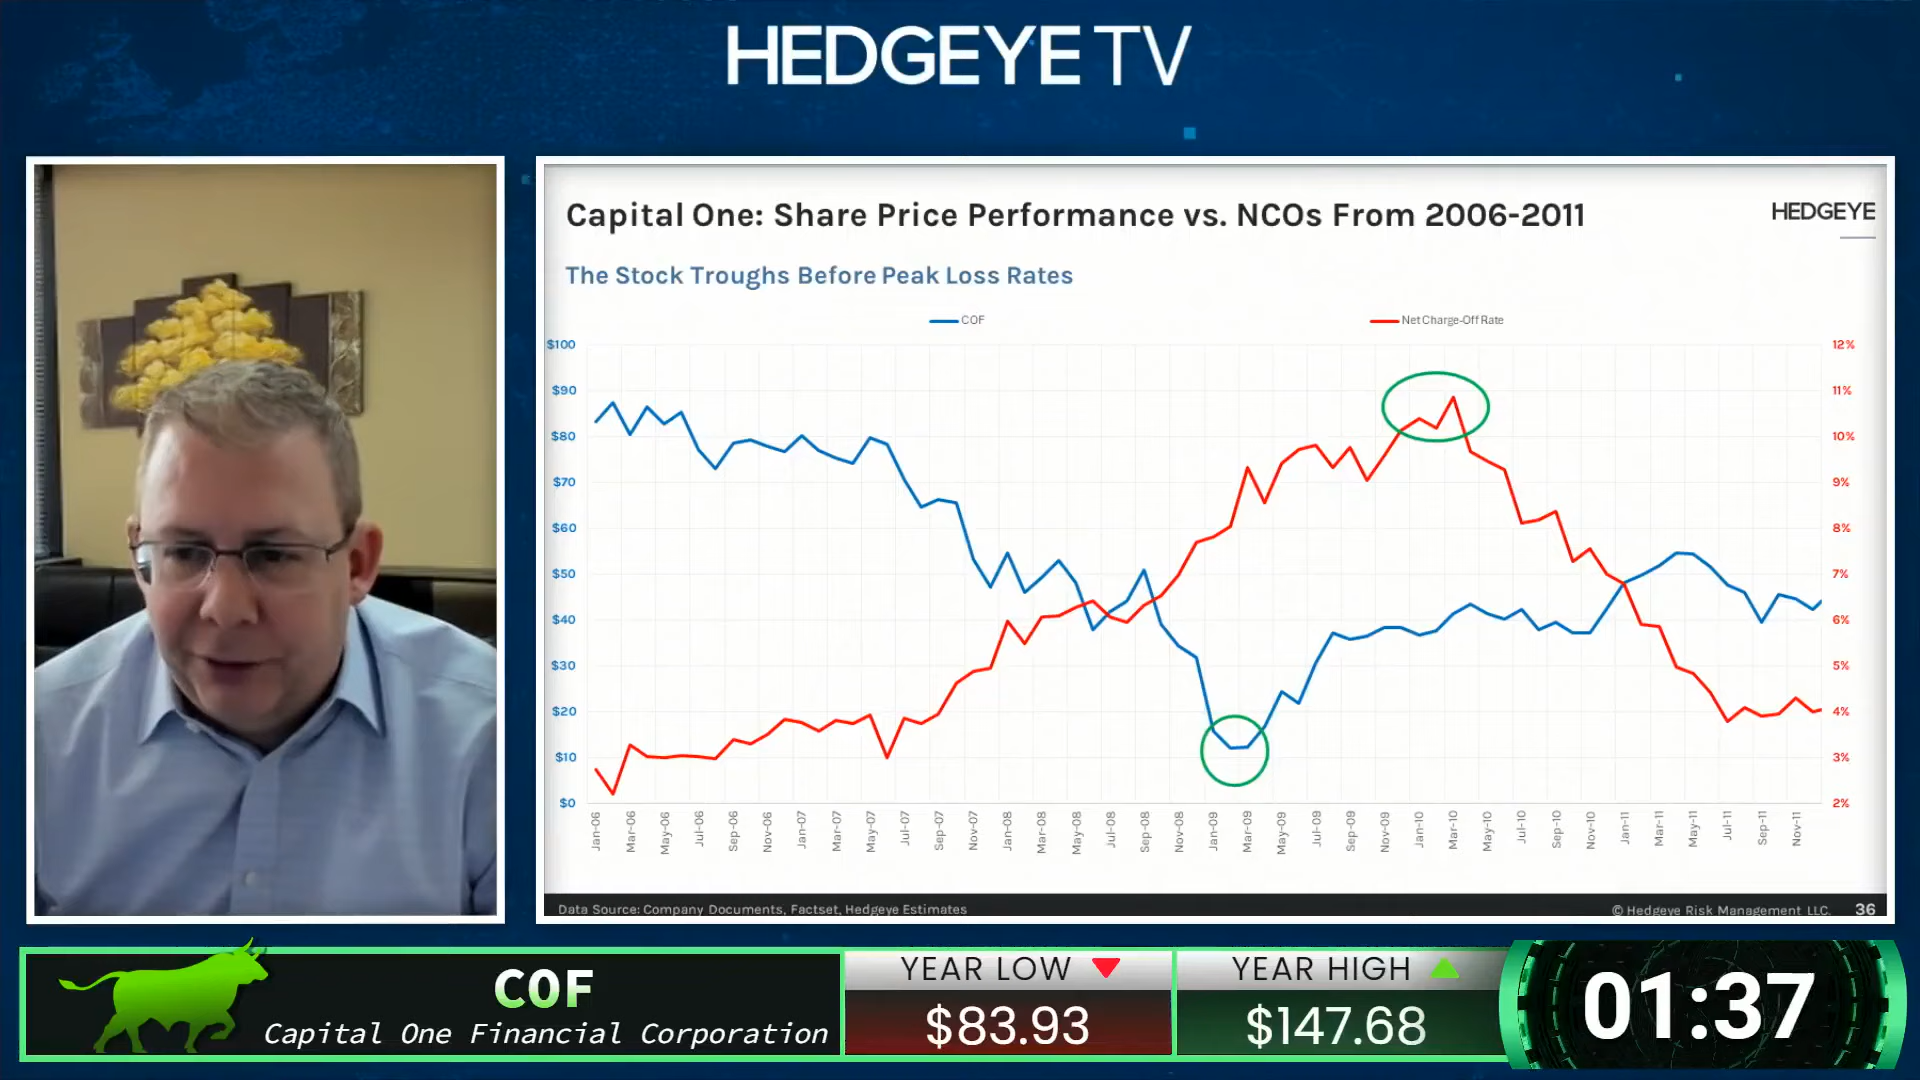 HEDGEYE TV
Capital One: Share Price Performance vs. NCOs From 2006-2011
HEDGEYE
The Stock Troughs Before Peak Loss Rates
COF
Net Charge-Off Rate
$100
$90
$80
$70
$60
$50
$40
$30
$20
$10
$0
12%
11%
10%
9%
8%
7%
6%
5%
4%
3%
2%
Jan-06
Mar-06
May-06
Jul-06
Sep-06
Nov-06
Jan-07
Mar-07
May-07
Jul-07
Sep-07
Nov-07
Jan-08
Mar-08
May-08
Jul-08
Sep-08
Nov-08
Jan-09
Mar-09
May-09
Jul-09
Sep-09
Nov-09
Jan-10
Mar-10
May-10
Jul-10
Sep-10
Nov-10
Jan-11
Mar-11
May-11
Jul-11
Sep-11
Nov-11
Data Source: Company Documents, Factset, Hedgeye Estimates
© Hedgeye Risk Management LLC. 36
COF
Capital One Financial Corporation
YEAR LOW
$83.93
YEAR HIGH
$147.68
01:37